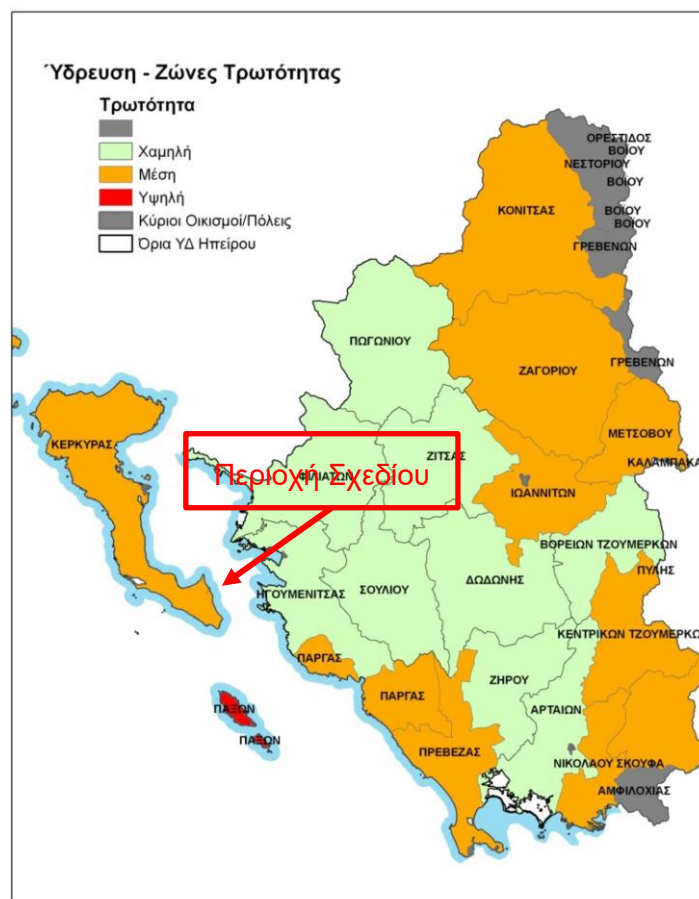 Ύδρευση - Ζώνες Τρωτότητας
Τρωτότητα
Χαμηλή
Μέση
Υψηλή
Κύριοι Οικισμοί/Πόλεις
Όρια ΥΔ Ηπείρου
ΟΡΕΣΤΙΔΟΣ
ΒΟΙΟΥ
ΝΕΣΤΟΡΙΟΥ
ΒΟΙΟΥ
ΚΟΝΙΤΣΑΣ
ΒΟΙΟΥ
ΒΟΙΟΥ
ΓΡΕΒΕΝΩΝ
ΠΩΓΩΝΙΟΥ
ΖΑΓΟΡΙΟΥ
ΓΡΕΒΕΝΩΝ
ΜΕΤΣΟΒΟΥ
ΚΕΡΚΥΡΑΣ
ΖΙΤΣΑΣ
ΚΑΛΑΜΠΑΚΑ
Περιοχή Σχεδίου
ΦΙΛΙΑΤΩΝ
ΙΩΑΝΝΙΤΩΝ
ΒΟΡΕΙΩΝ ΤΖΟΥΜΕΡΚΩΝ
ΠΥΛΗΣ
ΔΩΔΩΝΗΣ
ΗΓΟΥΜΕΝΙΤΣΑΣ
ΣΟΥΛΙΟΥ
ΚΕΝΤΡΙΚΩΝ ΤΖΟΥΜΕΡΚΩΝ
ΠΑΡΓΑΣ
ΖΗΡΟΥ
ΠΑΡΓΑΣ
ΠΑΞΩΝ
ΑΡΤΑΙΩΝ
ΠΑΞΩΝ
ΠΡΕΒΕΖΑΣ
ΝΙΚΟΛΑΟΥ ΣΚΟΥΦΑ
ΑΜΦΙΛΟΧΙΑΣ